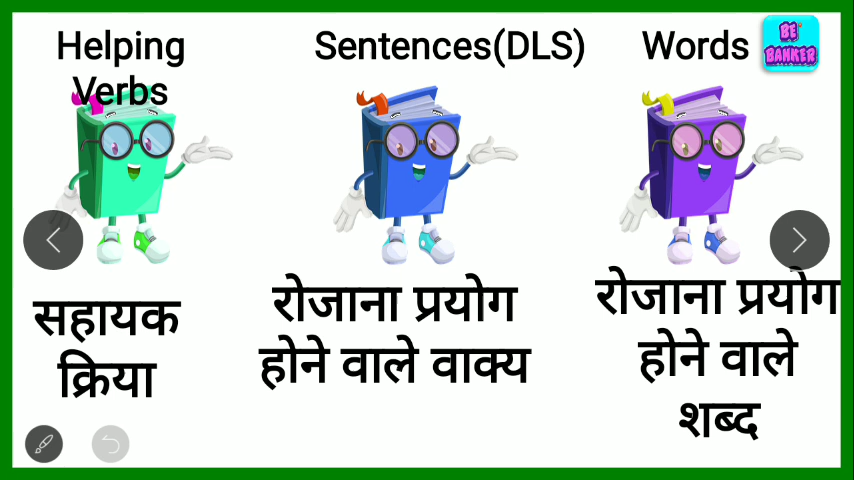 Helping
Verbs
सहायक
क्रिया
Sentences(DLS)
रोजाना प्रयोग
होने वाले वाक्य
Words
रोजाना प्रयोग
होने वाले
शब्द
BE
BANKER